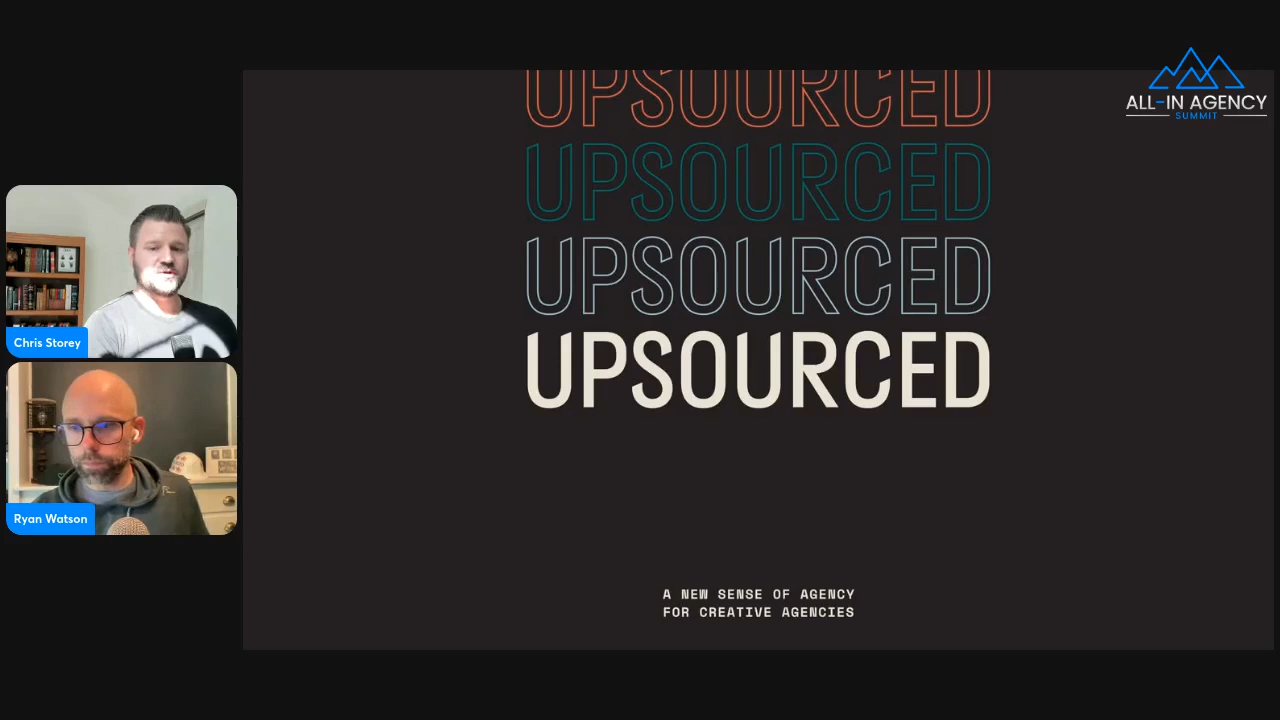 UPSOURCED
UPSOURCED
UPSOURCED
UPSOURCED
A NEW SENSE OF AGENCY
FOR CREATIVE AGENCIES
ALL-IN AGENCY
SUMMIT
Chris Storey
Ryan Watson